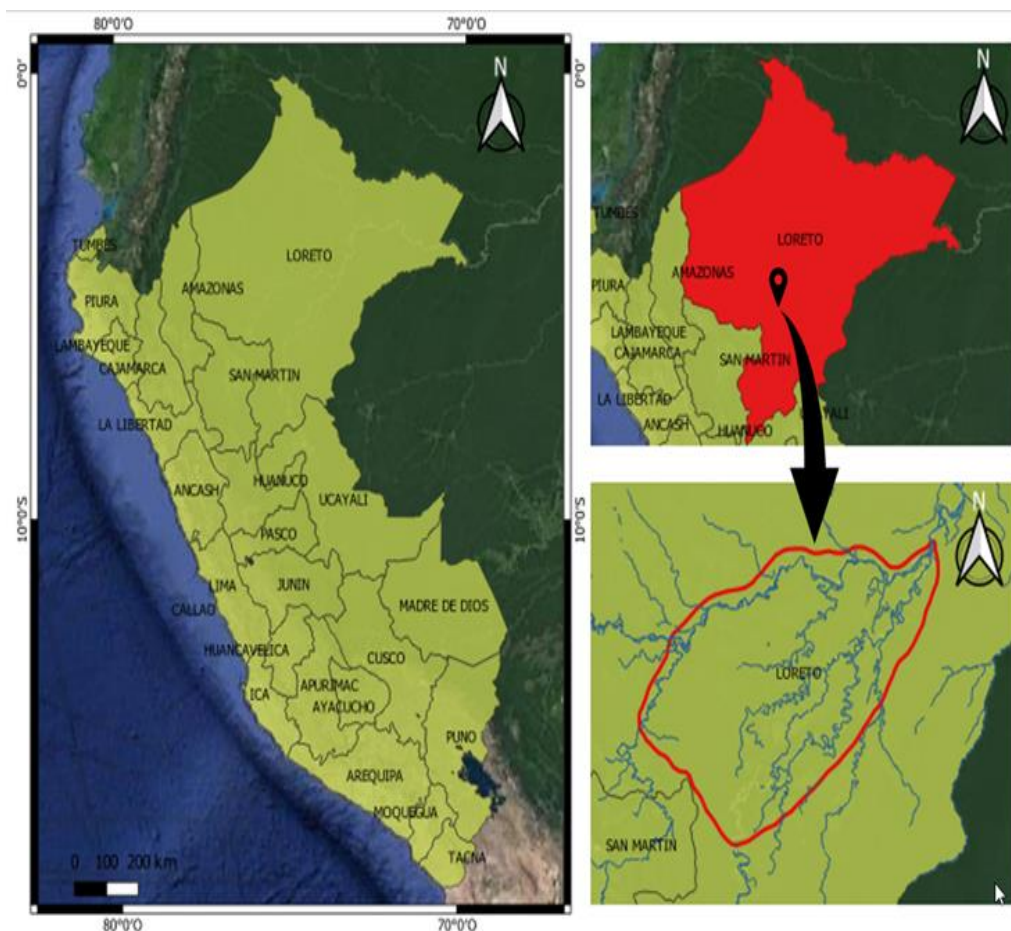 80°0'O
70°0'O
0°
N
LORETO
TUMBES
AMAZONAS
PIURA
LAMBAYEQUE
CAJAMARCA
SAN MARTIN
LA LIBERTAD
ANCASH
HUANUCO
UCAYALI
10°0'S
PASCO
LIMA
JUNIN
CALLAO
MADRE DE DIOS
HUANCAVELICA
CUSCO
ICA
APURIMAC
AYACUCHO
PUNO
AREQUIPA
MOQUEGUA
TACNA
0 100 200 km
80°0'O
70°0'O
0°
N
TUMBES
LORETO
AMAZONAS
PIURA
LAMBAYEQUE
CAJAMARCA
SAN MARTIN
LA LIBERTAD
ANCASH
HUANUCO
10°0'S
N
LORETO
SAN MARTIN